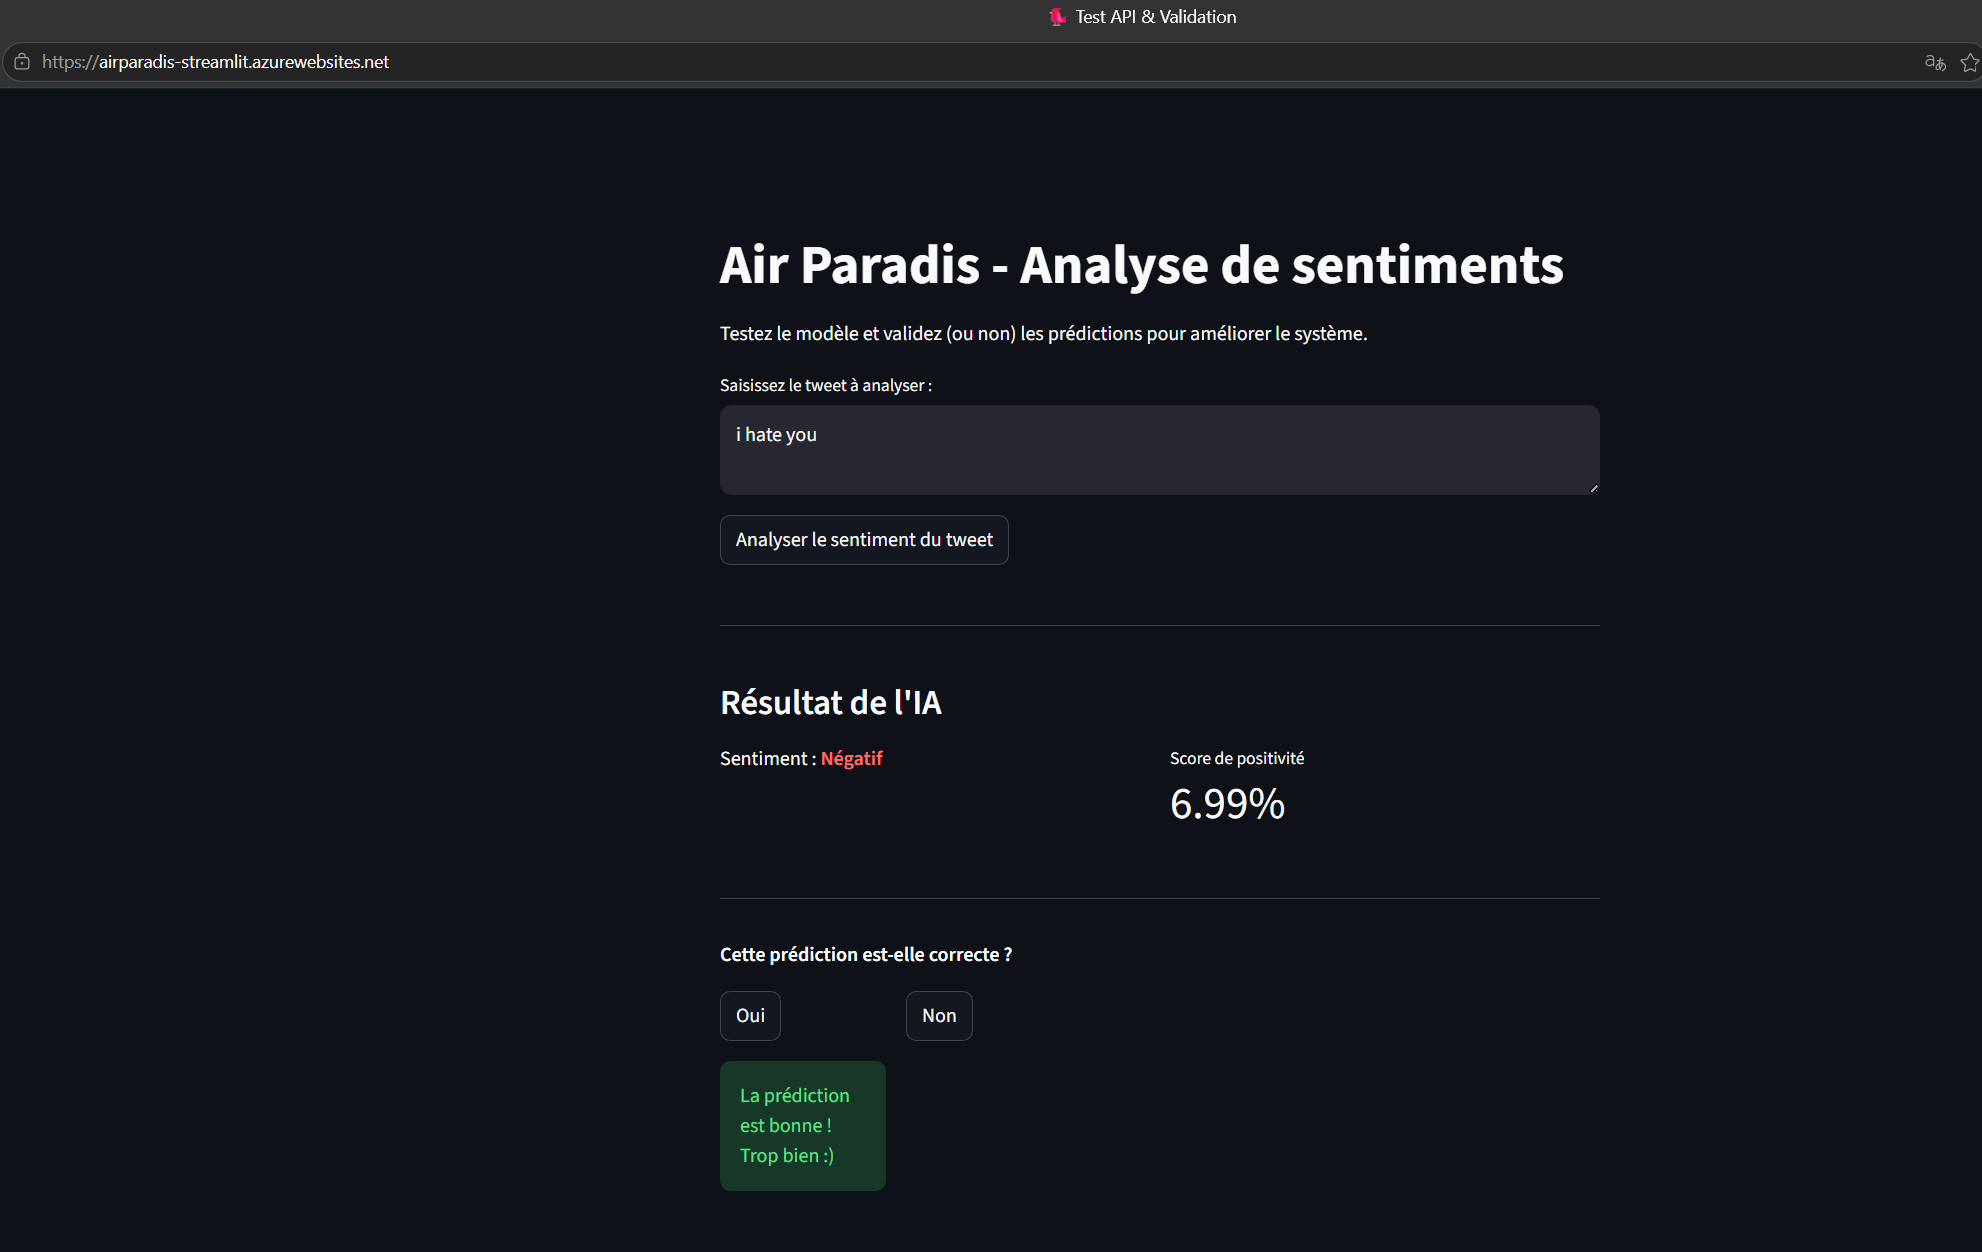 Test API & Validation
https://airparadis-streamlit.azurewebsites.net
Air Paradis - Analyse de sentiments
Testez le modèle et validez (ou non) les prédictions pour améliorer le système.
Saisissez le tweet à analyser :
i hate you
Analyser le sentiment du tweet
Résultat de l'IA
Sentiment : Négatif
Score de positivité
6.99%
Cette prédiction est-elle correcte ?
Oui
Non
La prédiction
est bonne !
Trop bien :)